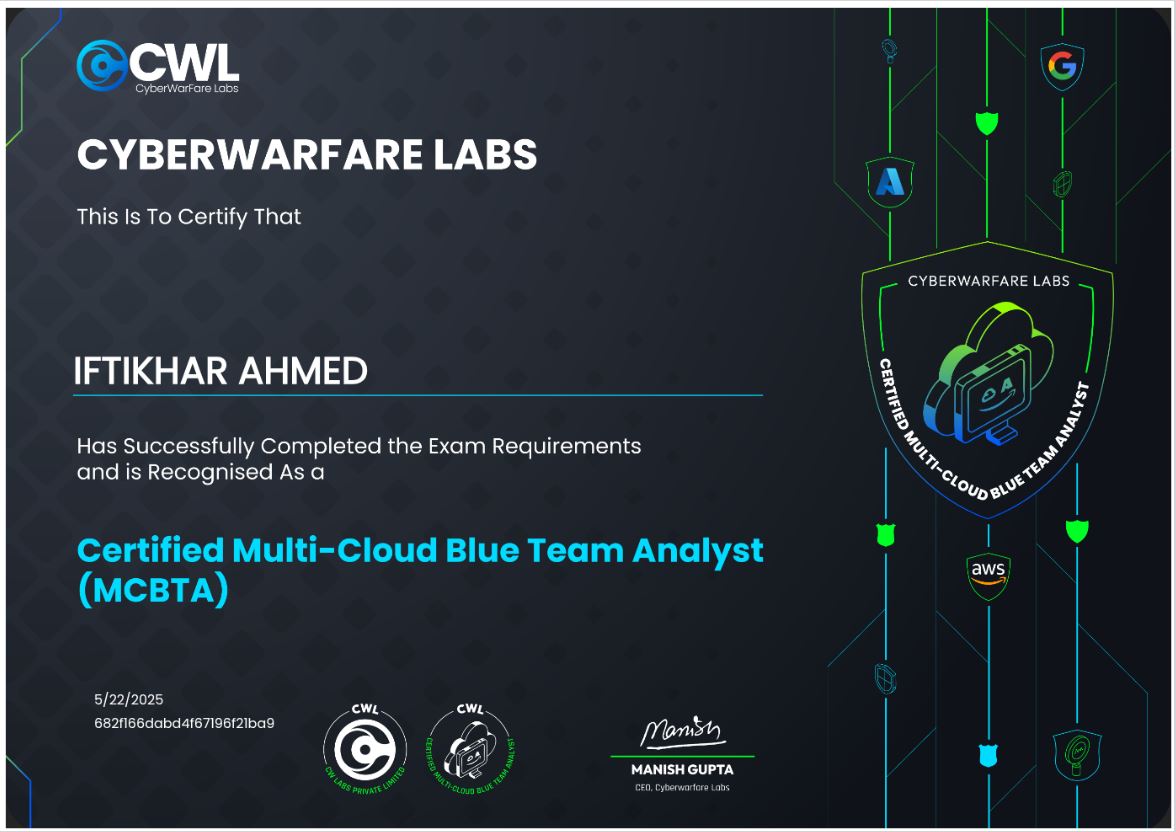 CWL
CyberWarFare Labs
CYBERWARFARE LABS
This Is To Certify That
IFTIKHAR AHMED
Has Successfully Completed the Exam Requirements
and is Recognised As a
Certified Multi-Cloud Blue Team Analyst
(MCBTA)
5/22/2025
682f166dabd4f67196f21ba9
CWL
CW LABS PRIVATE LIMITED
CWL
CERTIFIED MULTI-CLOUD BLUE TEAM ANALYST
Manish
MANISH GUPTA
CEO, Cyberwarfare Labs
G
A
CYBERWARFARE LABS
CERTIFIED MULTI-CLOUD BLUE TEAM ANALYST
aws